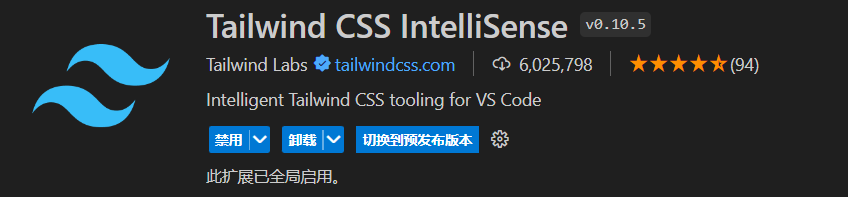 Tailwind CSS IntelliSense v0.10.5
Tailwind Labs tailwindcss.com 6,025,798 (94)
Intelligent Tailwind CSS tooling for VS Code
禁用 卸载 切换到预发布版本
此扩展已全局启用。